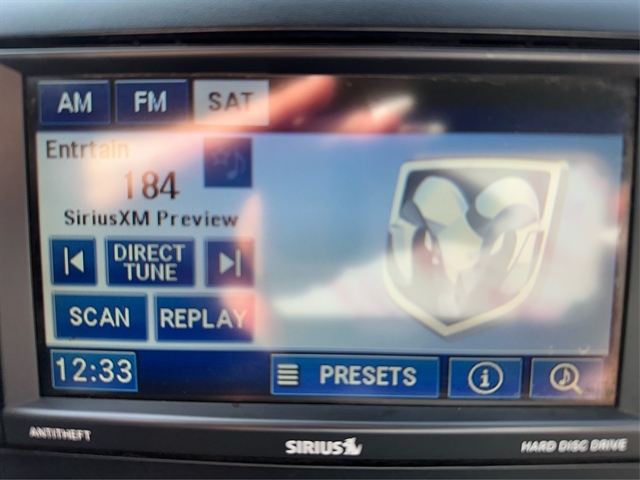 AM FM SAT
Entrtain
184
SiriusXM Preview
DIRECT
TUNE
SCAN REPLAY
12:33 PRESETS
ANTITHEFT SIRIUS HARD DISC DRIVE